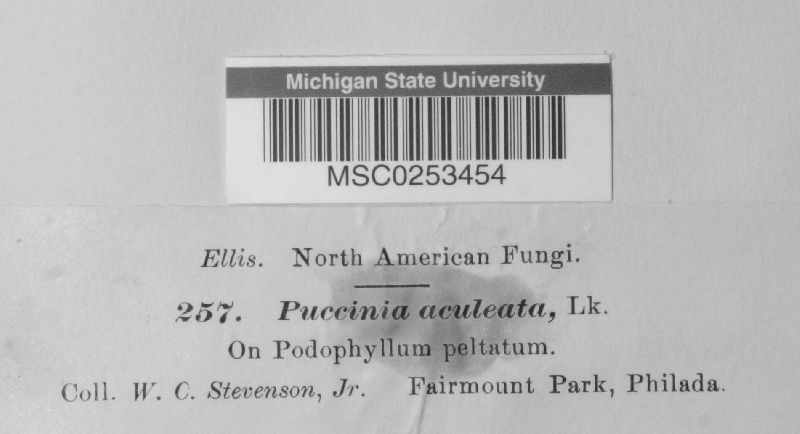 Michigan State University
MSC0253454
Ellis. North American Fungi.
257. Puccinia aculeata, Lk.
On Podophyllum peltatum.
Coll. W. C. Stevenson, Jr. Fairmount Park, Philada.